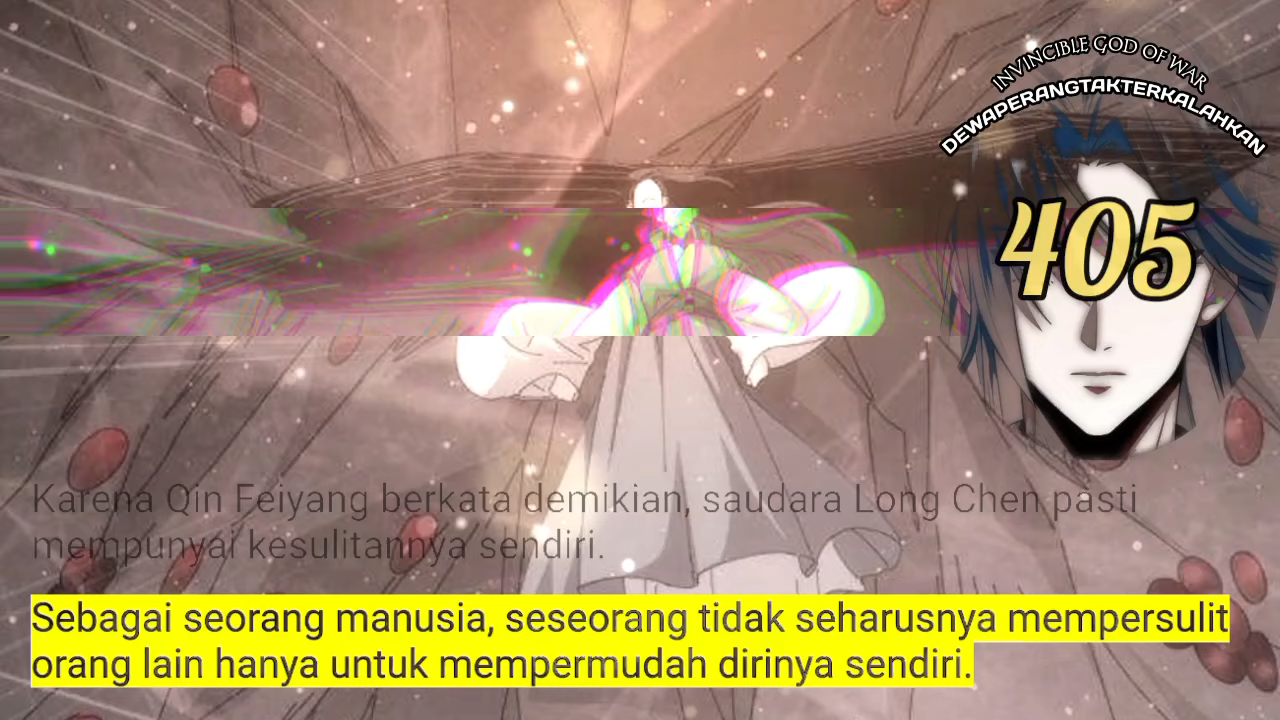 INVINCIBLE GOD OF WAR
DEWAPERANGTAKTERKALAHKAN
405
Karena Qin Feiyang berkata demikian, saudara Long Chen pasti
mempunyai kesulitannya sendiri.
Sebagai seorang manusia, seseorang tidak seharusnya mempersulit
orang lain hanya untuk mempermudah dirinya sendiri.